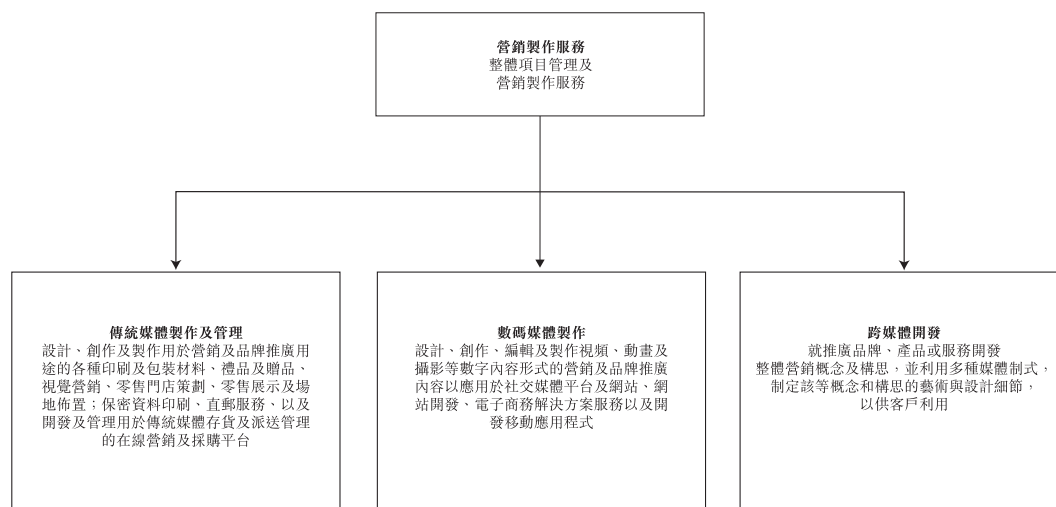 營銷製作服務
整體項目管理及
營銷製作服務
傳統媒體製作及管理
設計、創作及製作用於營銷及品牌推廣用
途的各種印刷及包裝材料、禮品及贈品、
視覺營銷、零售門店策劃、零售展示及場
地佈置；保密資料印刷、直郵服務、以及
開發及管理用於傳統媒體存貨及派送管理
的在線營銷及採購平台
數碼媒體製作
設計、創作、編輯及製作視頻、動畫及
攝影等數字內容形式的營銷及品牌推廣
內容以應用於社交媒體平台及網站、網
站開發、電子商務解決方案服務以及開
發移動應用程式
跨媒體開發
就推廣品牌、產品或服務開發
整體營銷概念及構思，並利用多種媒體制式，
制定該等概念和構思的藝術與設計細節，
以供客戶利用